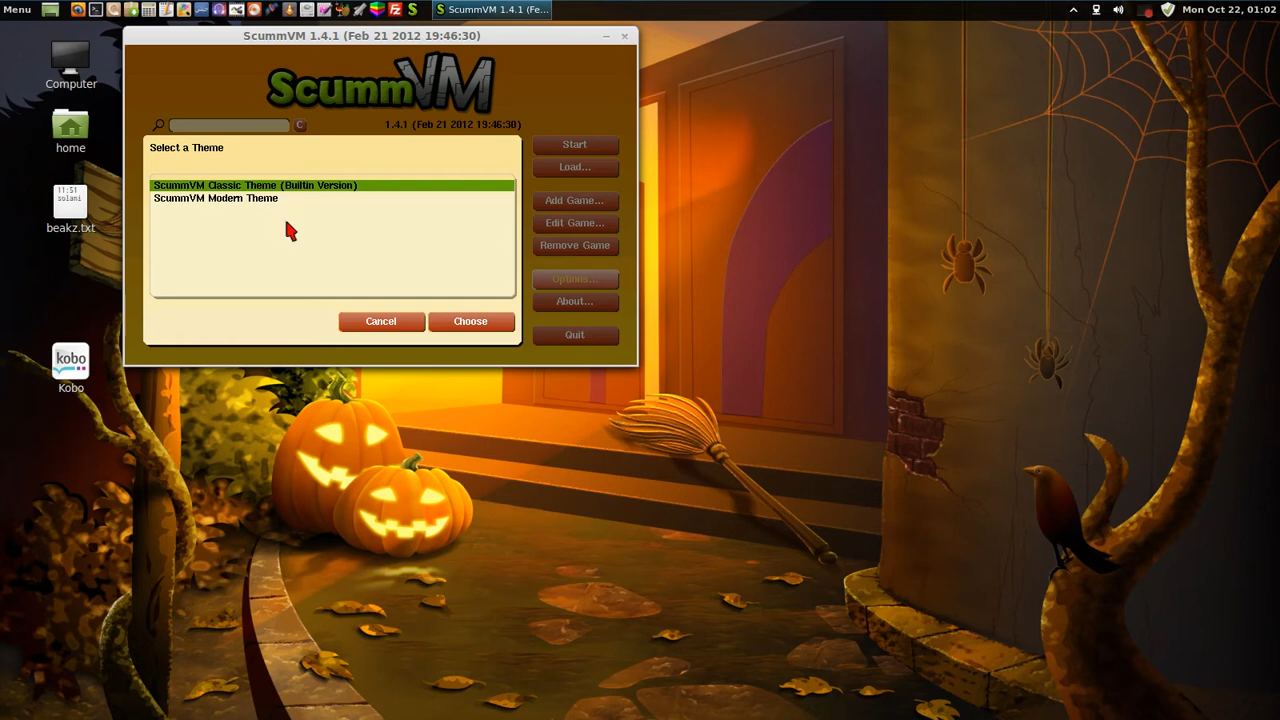 Menu
S ScummVM 1.4.1 (Fe...
Mon Oct 22, 01:02
Computer
home
11:51
solani
beakz.txt
kobo
Kobo
ScummVM 1.4.1 (Feb 21 2012 19:46:30)
ScummVM
C
1.4.1 (Feb 21 2012 19:46:30)
Select a Theme
ScummVM Classic Theme (Builtin Version)
ScummVM Modern Theme
Cancel
Choose
Start
Load...
Add Game...
Edit Game...
Remove Game
Options...
About...
Quit